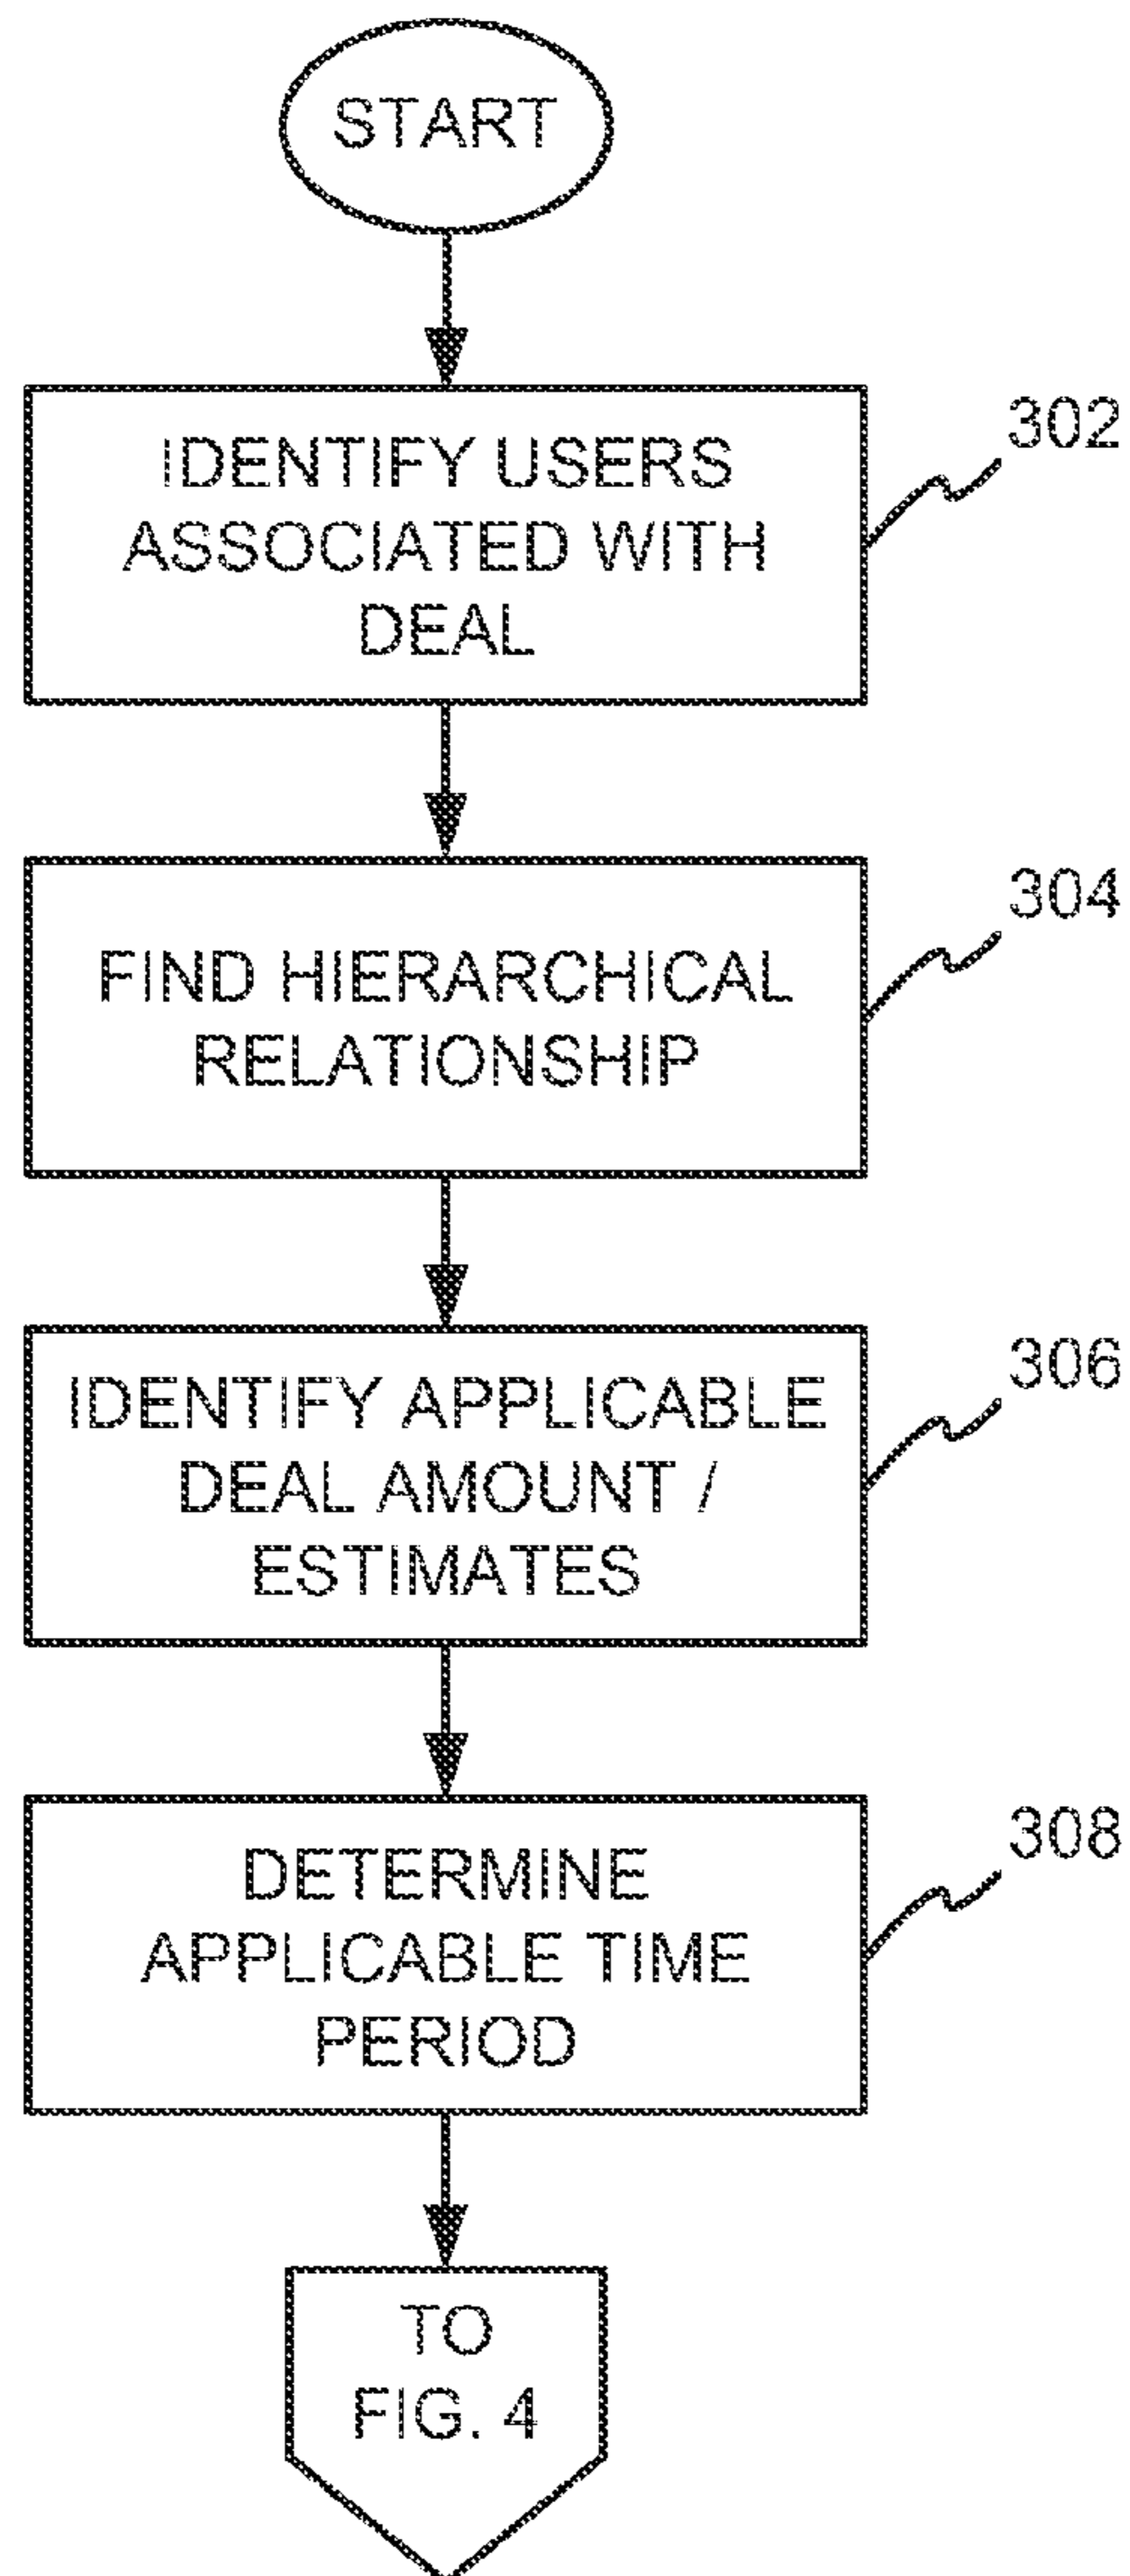 START
302
IDENTIFY USERS
ASSOCIATED WITH
DEAL
304
FIND HIERARCHICAL
RELATIONSHIP
306
IDENTIFY APPLICABLE
DEAL AMOUNT /
ESTIMATES
308
DETERMINE
APPLICABLE TIME
PERIOD
TO
FIG. 4